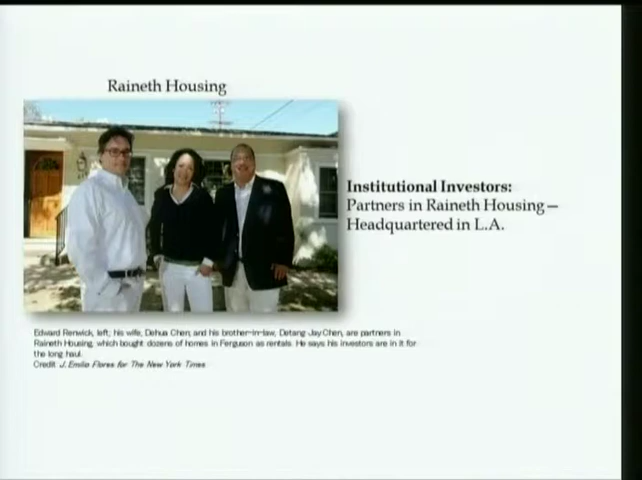 Raineth Housing
Institutional Investors:
Partners in Raineth Housing—
Headquartered in L.A.
Edward Renwick, left; his wife, Dehua Chen; and his brother-in-law, Detang Jay Chen, are partners in
Raineth Housing, which bought dozens of homes in Ferguson as rentals. He says his investors are in it for
the long haul.
Credit J. Emilio Flores for The New York Times